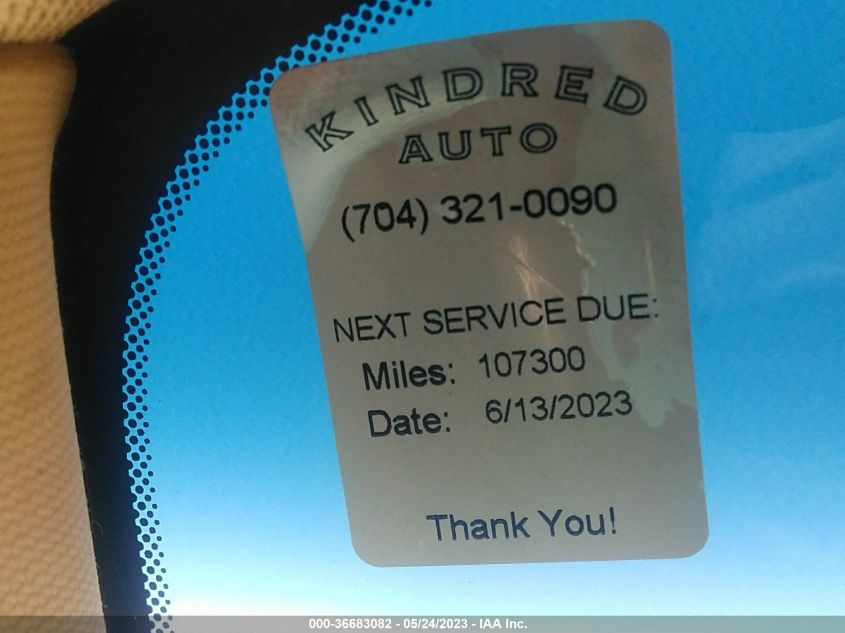 KINDRED
AUTO
(704) 321-0090
NEXT SERVICE DUE:
Miles: 107300
Date: 6/13/2023
Thank You!
000-36683082 - 05/24/2023 - IAA Inc.